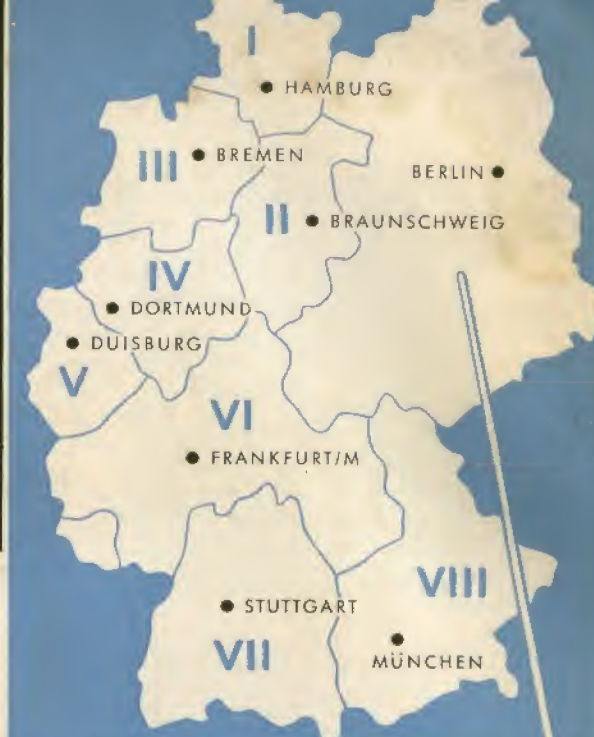 I
HAMBURG
III
BREMEN
BERLIN
II
BRAUNSCHWEIG
IV
DORTMUND
DUISBURG
V
VI
FRANKFURT/M
VIII
STUTTGART
VII
MÜNCHEN